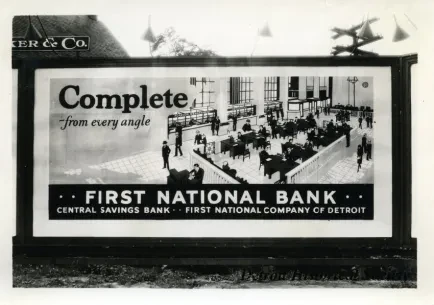 KER & Co.
Complete
-from every angle
·· FIRST NATIONAL BANK ··
CENTRAL SAVINGS BANK ·· FIRST NATIONAL COMPANY OF DETROIT